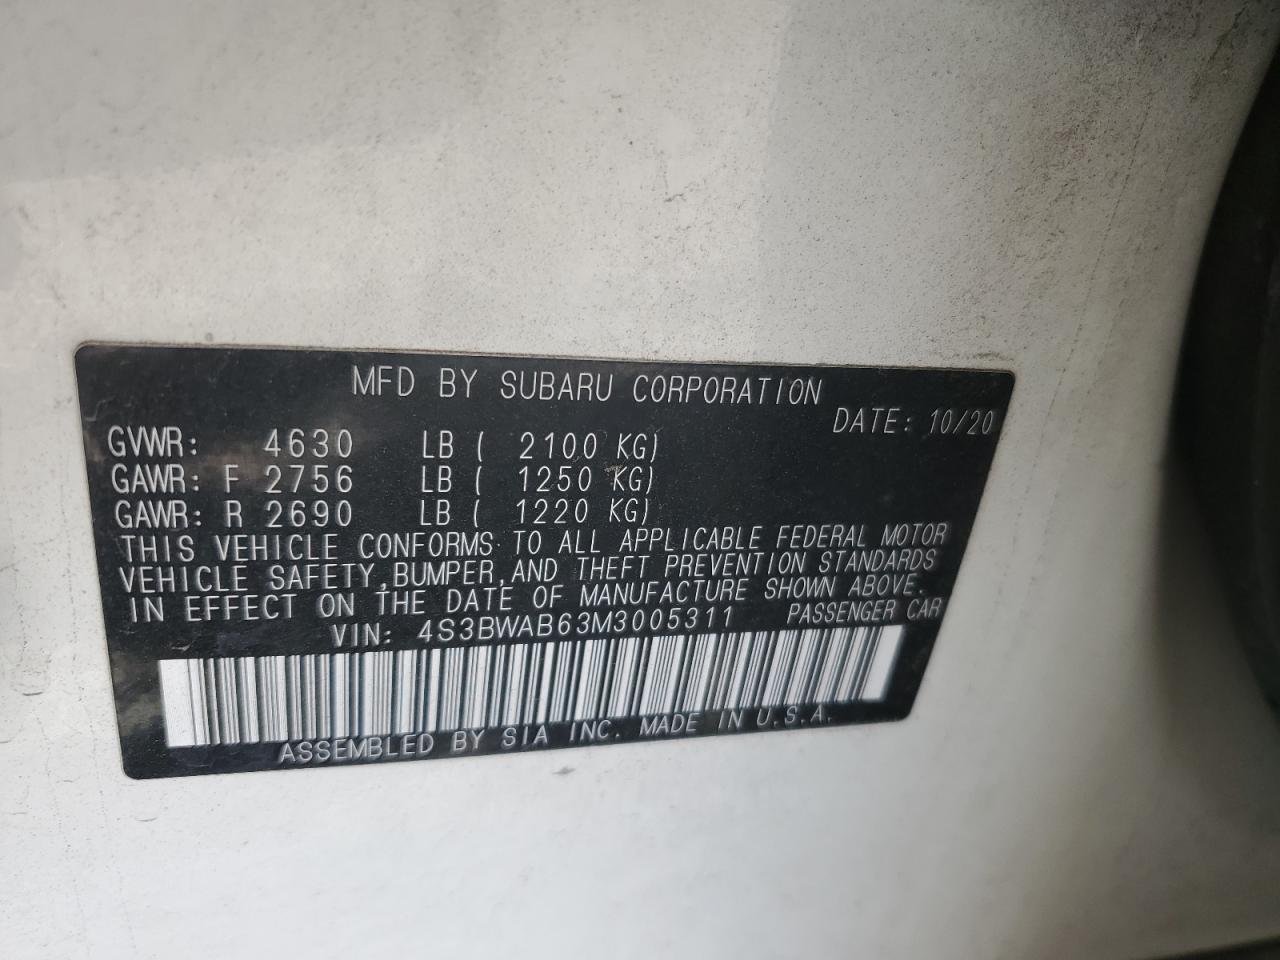 MFD BY SUBARU CORPORATION
DATE: 10/20
GVWR: 4630 LB ( 2100 KG)
GAWR: F 2756 LB ( 1250 KG)
GAWR: R 2690 LB ( 1220 KG)
THIS VEHICLE CONFORMS TO ALL APPLICABLE FEDERAL MOTOR
VEHICLE SAFETY,BUMPER,AND THEFT PREVENTION STANDARDS
IN EFFECT ON THE DATE OF MANUFACTURE SHOWN ABOVE.
VIN: 4S3BWAB63M3005311 PASSENGER CAR
ASSEMBLED BY SIA INC. MADE IN U.S.A.